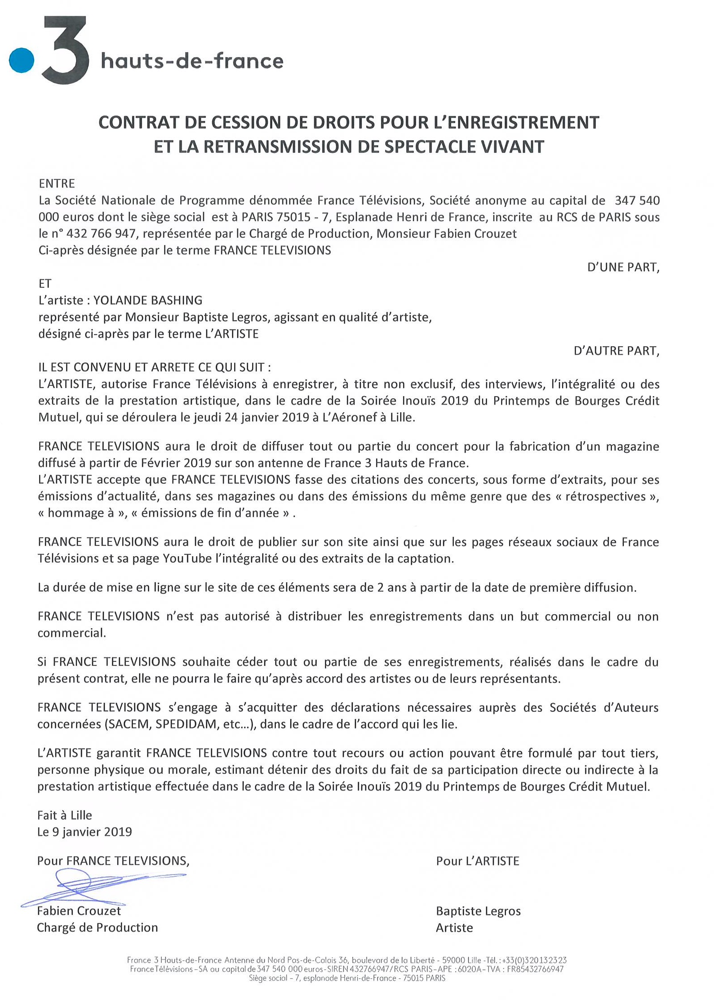 3 hauts-de-france
CONTRAT DE CESSION DE DROITS POUR L’ENREGISTREMENT
ET LA RETRANSMISSION DE SPECTACLE VIVANT
ENTRE
La Société Nationale de Programme dénommée France Télévisions, Société anonyme au capital de 347 540
000 euros dont le siège social est à PARIS 75015 - 7, Esplanade Henri de France, inscrite au RCS de PARIS sous
le n° 432 766 947, représentée par le Chargé de Production, Monsieur Fabien Crouzet
Ci-après désignée par le terme FRANCE TELEVISIONS
D’UNE PART,
ET
L’artiste : YOLANDE BASHING
représenté par Monsieur Baptiste Legros, agissant en qualité d’artiste,
désigné ci-après par le terme L’ARTISTE
D’AUTRE PART,
IL EST CONVENU ET ARRETE CE QUI SUIT :
L’ARTISTE, autorise France Télévisions à enregistrer, à titre non exclusif, des interviews, l’intégralité ou des
extraits de la prestation artistique, dans le cadre de la Soirée Inouïs 2019 du Printemps de Bourges Crédit
Mutuel, qui se déroulera le jeudi 24 janvier 2019 à L’Aéronef à Lille.
FRANCE TELEVISIONS aura le droit de diffuser tout ou partie du concert pour la fabrication d’un magazine
diffusé à partir de Février 2019 sur son antenne de France 3 Hauts de France.
L’ARTISTE accepte que FRANCE TELEVISIONS fasse des citations des concerts, sous forme d’extraits, pour ses
émissions d’actualité, dans ses magazines ou dans des émissions du même genre que des « rétrospectives »,
« hommage à », « émissions de fin d’année » .
FRANCE TELEVISIONS aura le droit de publier sur son site ainsi que sur les pages réseaux sociaux de France
Télévisions et sa page YouTube l’intégralité ou des extraits de la captation.
La durée de mise en ligne sur le site de ces éléments sera de 2 ans à partir de la date de première diffusion.
FRANCE TELEVISIONS n’est pas autorisé à distribuer les enregistrements dans un but commercial ou non
commercial.
Si FRANCE TELEVISIONS souhaite céder tout ou partie de ses enregistrements, réalisés dans le cadre du
présent contrat, elle ne pourra le faire qu’après accord des artistes ou de leurs représentants.
FRANCE TELEVISIONS s’engage à s’acquitter des déclarations nécessaires auprès des Sociétés d’Auteurs
concernées (SACEM, SPEDIDAM, etc…), dans le cadre de l’accord qui les lie.
L’ARTISTE garantit FRANCE TELEVISIONS contre tout recours ou action pouvant être formulé par tout tiers,
personne physique ou morale, estimant détenir des droits du fait de sa participation directe ou indirecte à la
prestation artistique effectuée dans le cadre de la Soirée Inouïs 2019 du Printemps de Bourges Crédit Mutuel.
Fait à Lille
Le 9 janvier 2019
Pour FRANCE TELEVISIONS,
Pour L’ARTISTE
Fabien Crouzet
Baptiste Legros
Chargé de Production
Artiste
France 3 Hauts-de-France Antenne du Nord Pas-de-Calais 36, boulevard de la Liberté - 59000 Lille -Tél. : +33(0)320132323
France Télévisions – SA au capital de 347 540 000 euros - SIREN 432766947/ RCS PARIS – APE : 6020A – TVA : FR85432766947
Siège social – 7, esplanade Henri-de-France - 75015 PARIS